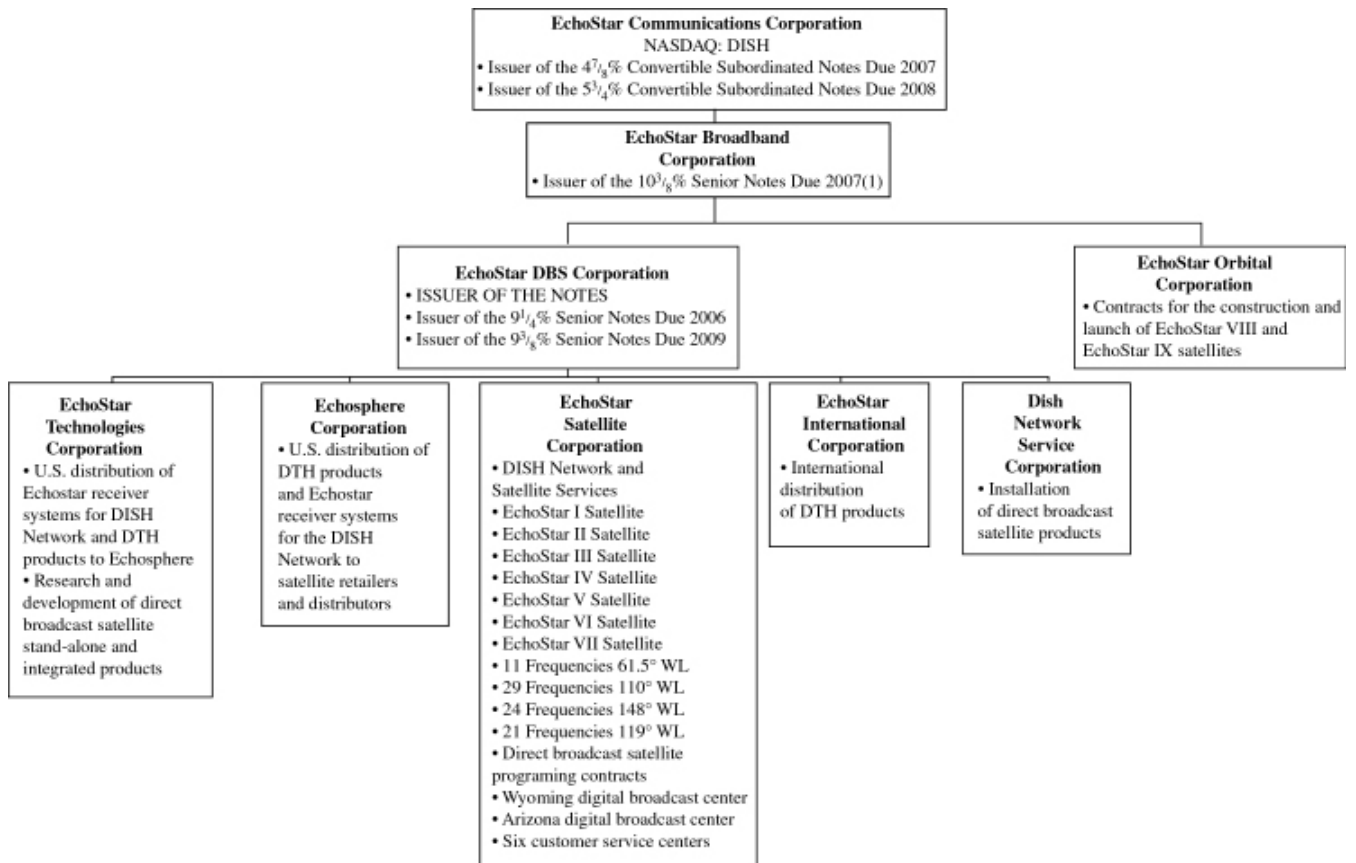 EchoStar Communications Corporation
NASDAQ: DISH
• Issuer of the 4⁷/₈% Convertible Subordinated Notes Due 2007
• Issuer of the 5³/₄% Convertible Subordinated Notes Due 2008
EchoStar Broadband
Corporation
• Issuer of the 10³/₈% Senior Notes Due 2007(1)
EchoStar DBS Corporation
• ISSUER OF THE NOTES
• Issuer of the 9¹/₄% Senior Notes Due 2006
• Issuer of the 9³/₈% Senior Notes Due 2009
EchoStar Orbital
Corporation
• Contracts for the construction and
launch of EchoStar VIII and
EchoStar IX satellites
EchoStar
Technologies
Corporation
• U.S. distribution of
Echostar receiver
systems for DISH
Network and DTH
products to Echosphere
• Research and
development of direct
broadcast satellite
stand-alone and
integrated products
Echosphere
Corporation
• U.S. distribution of
DTH products
and Echostar
receiver systems
for the DISH
Network to
satellite retailers
and distributors
EchoStar
Satellite
Corporation
• DISH Network and
Satellite Services
• EchoStar I Satellite
• EchoStar II Satellite
• EchoStar III Satellite
• EchoStar IV Satellite
• EchoStar V Satellite
• EchoStar VI Satellite
• EchoStar VII Satellite
• 11 Frequencies 61.5° WL
• 29 Frequencies 110° WL
• 24 Frequencies 148° WL
• 21 Frequencies 119° WL
• Direct broadcast satellite
programing contracts
• Wyoming digital broadcast center
• Arizona digital broadcast center
• Six customer service centers
EchoStar
International
Corporation
• International
distribution
of DTH products
Dish
Network
Service
Corporation
• Installation
of direct broadcast
satellite products